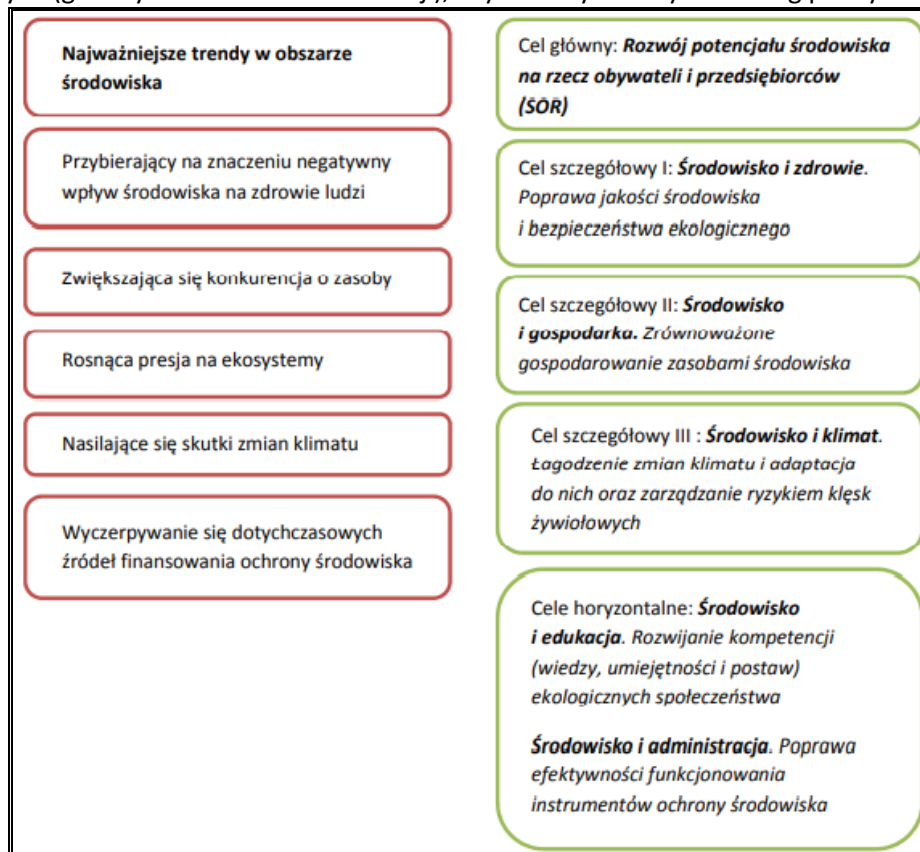 Najważniejsze trendy w obszarze
środowiska
Przybierający na znaczeniu negatywny
wpływ środowiska na zdrowie ludzi
Zwiększająca się konkurencja o zasoby
Rosnąca presja na ekosystemy
Nasilające się skutki zmian klimatu
Wyczerpywanie się dotychczasowych
źródeł finansowania ochrony środowiska
Cel główny: Rozwój potencjału środowiska
na rzecz obywateli i przedsiębiorców
(ŚOR)
Cel szczegółowy I: Środowisko i zdrowie.
Poprawa jakości środowiska
i bezpieczeństwa ekologicznego
Cel szczegółowy II: Środowisko
i gospodarka. Zrównoważone
gospodarowanie zasobami środowiska
Cel szczegółowy III : Środowisko i klimat.
Łagodzenie zmian klimatu i adaptacja
do nich oraz zarządzanie ryzykiem klęsk
żywiołowych
Cele horyzontalne: Środowisko
i edukacja. Rozwijanie kompetencji
(wiedzy, umiejętności i postaw)
ekologicznych społeczeństwa
Środowisko i administracja. Poprawa
efektywności funkcjonowania
instrumentów ochrony środowiska